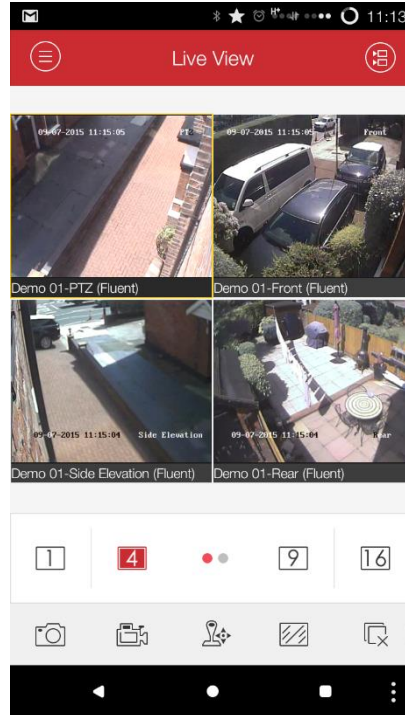 11:13
Live View
09-07-2015 11:15:05
PT
09-07-2015 11:15:05
Front
Demo 01-PTZ (Fluent)
Demo 01-Front (Fluent)
09-07-2015 11:15:04
Side Elevation
09-07-2015 11:15:04
Rear
Demo 01-Side Elevation (Fluent)
Demo 01-Rear (Fluent)
1
4
9
16